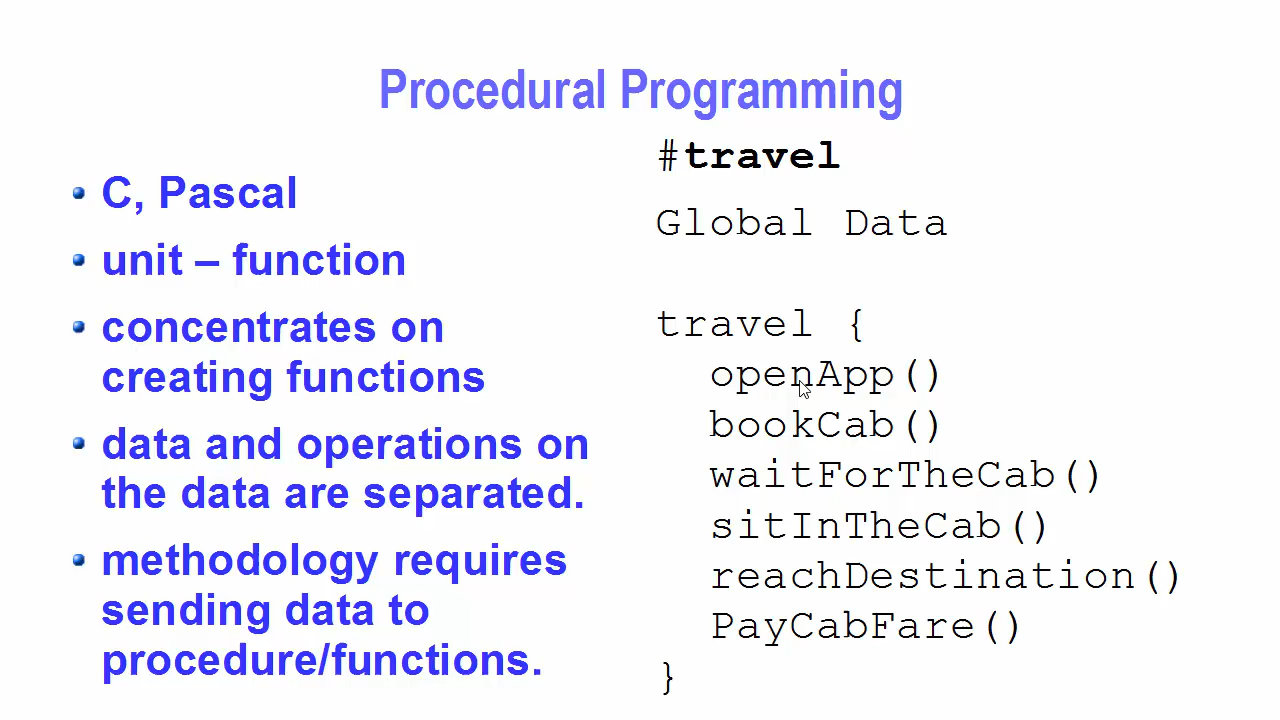 Procedural Programming
C, Pascal
unit – function
concentrates on
creating functions
data and operations on
the data are separated.
methodology requires
sending data to
procedure/functions.
#travel
Global Data
travel {
openApp()
bookCab()
waitForTheCab()
sitInTheCab()
reachDestination()
PayCabFare()
}